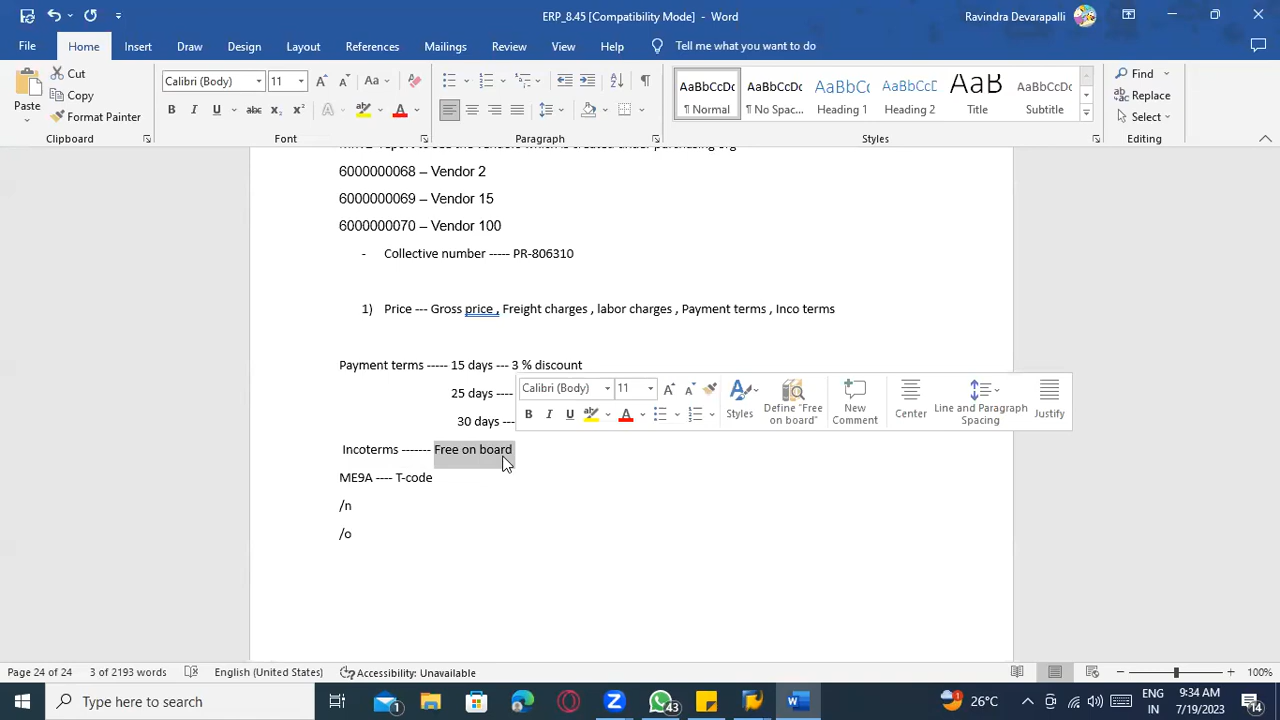 ERP_8.45 [Compatibility Mode] - Word
Ravindra Devarapalli
File Home Insert Draw Design Layout References Mailings Review View Help Tell me what you want to do
Paste
Cut
Copy
Format Painter
Clipboard
Calibri (Body) 11
Font
Paragraph
AaBbCcDc AaBbCcDc AaBbCc AaBbCcC AaB AaBbCcD
¶ Normal ¶ No Spac... Heading 1 Heading 2 Title Subtitle
Styles
Find
Replace
Select
Editing
6000000068 – Vendor 2
6000000069 – Vendor 15
6000000070 – Vendor 100
- Collective number ----- PR-806310
1) Price --- Gross price , Freight charges , labor charges , Payment terms , Inco terms
Payment terms ----- 15 days --- 3 % discount
25 days ----
30 days ---
Calibri (Body) 11
Styles
Define "Free on board"
New Comment
Center
Line and Paragraph Spacing
Justify
Incoterms ------- Free on board
ME9A ---- T-code
/n
/o
Page 24 of 24 3 of 2193 words English (United States) Accessibility: Unavailable 100%
Type here to search
1
43
1
26°C
ENG
IN
9:34 AM
7/19/2023
14